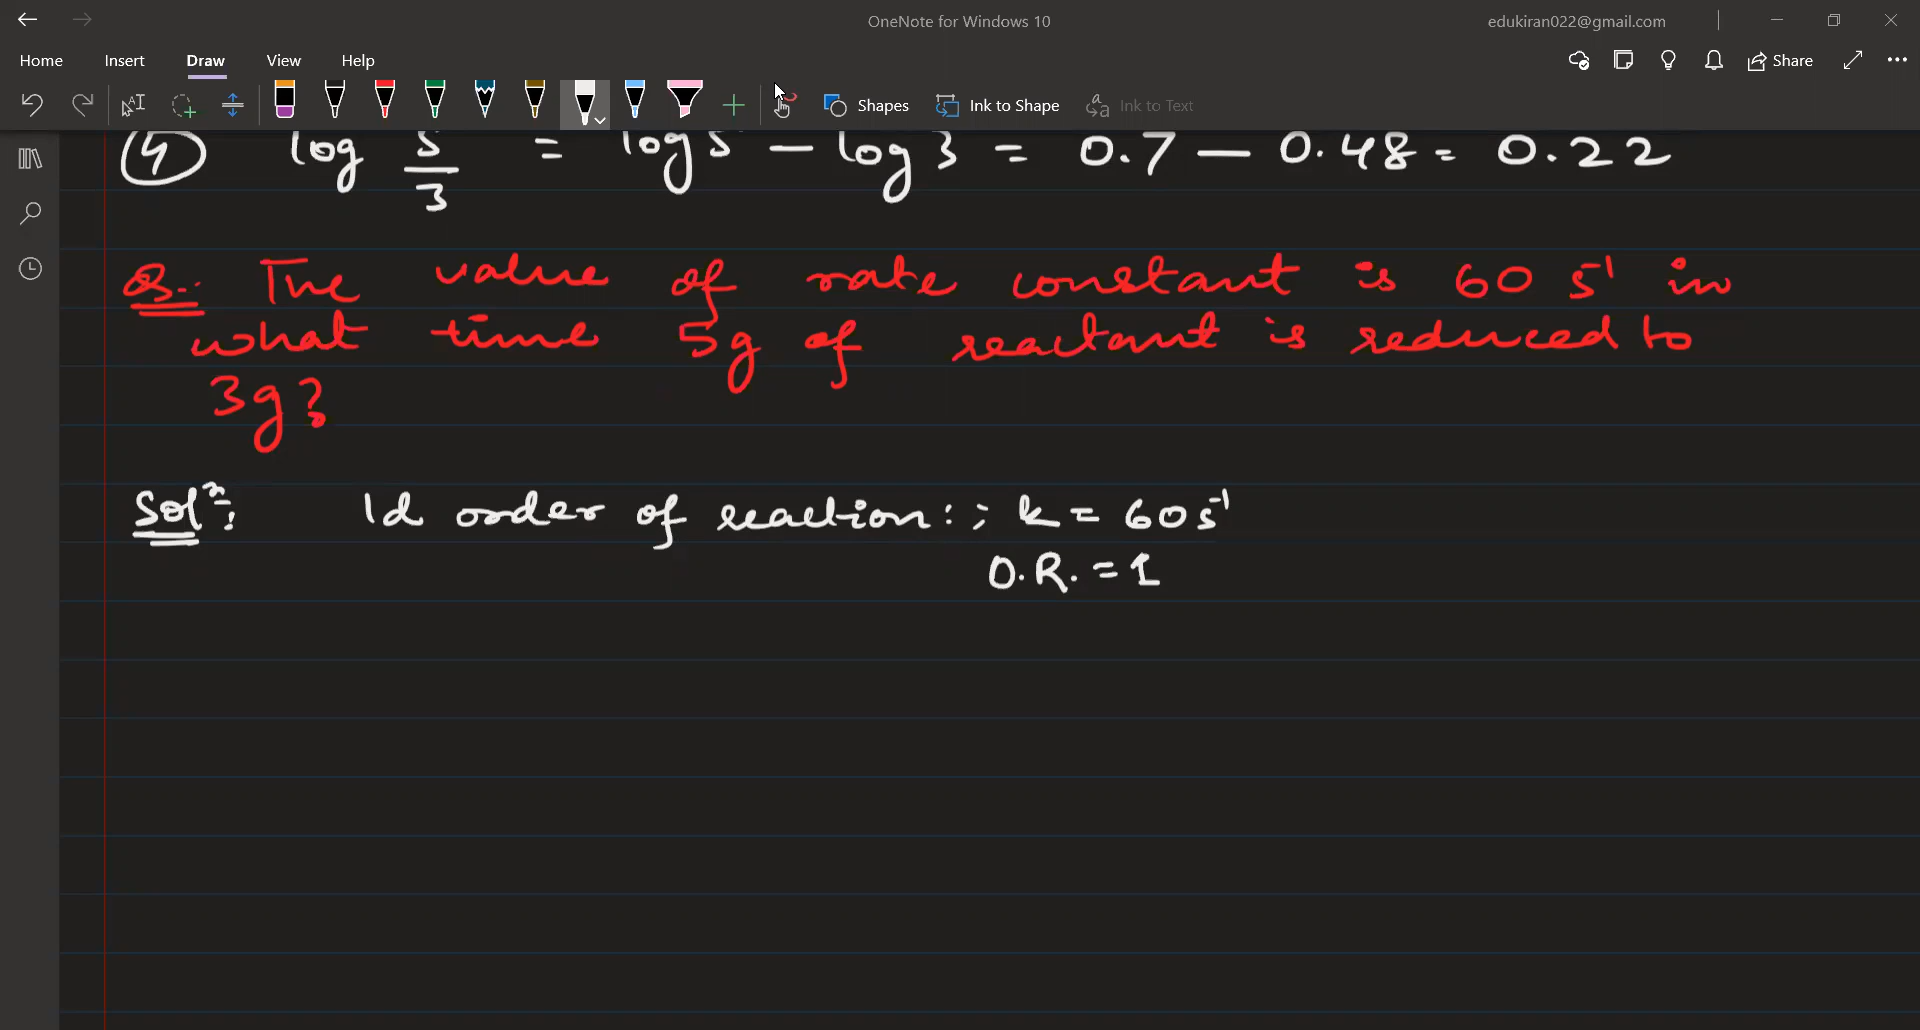 OneNote for Windows 10
edukiran022@gmail.com
Home Insert Draw View Help
Share
Shapes Ink to Shape Ink to Text
(4) log 5/3 = log 5 - log 3 = 0.7 - 0.48 = 0.22
Q:- The value of rate constant is 60 s⁻¹ in
what time 5g of reactant is reduced to
3g?
Solⁿ: Id order of reaction: ; k = 60 s⁻¹
O.R. = 1